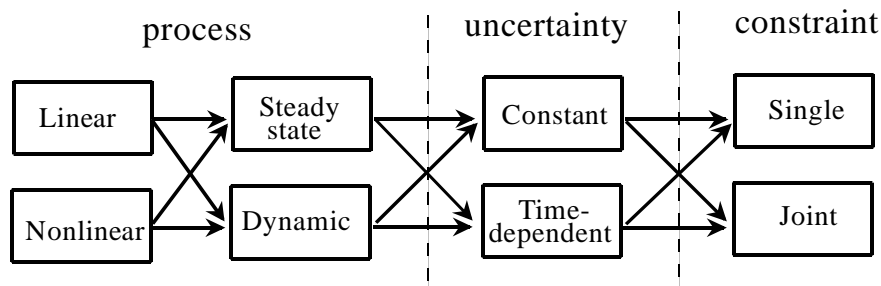 process
uncertainty
constraint
Linear
Steady
state
Constant
Single
Nonlinear
Dynamic
Time-
dependent
Joint